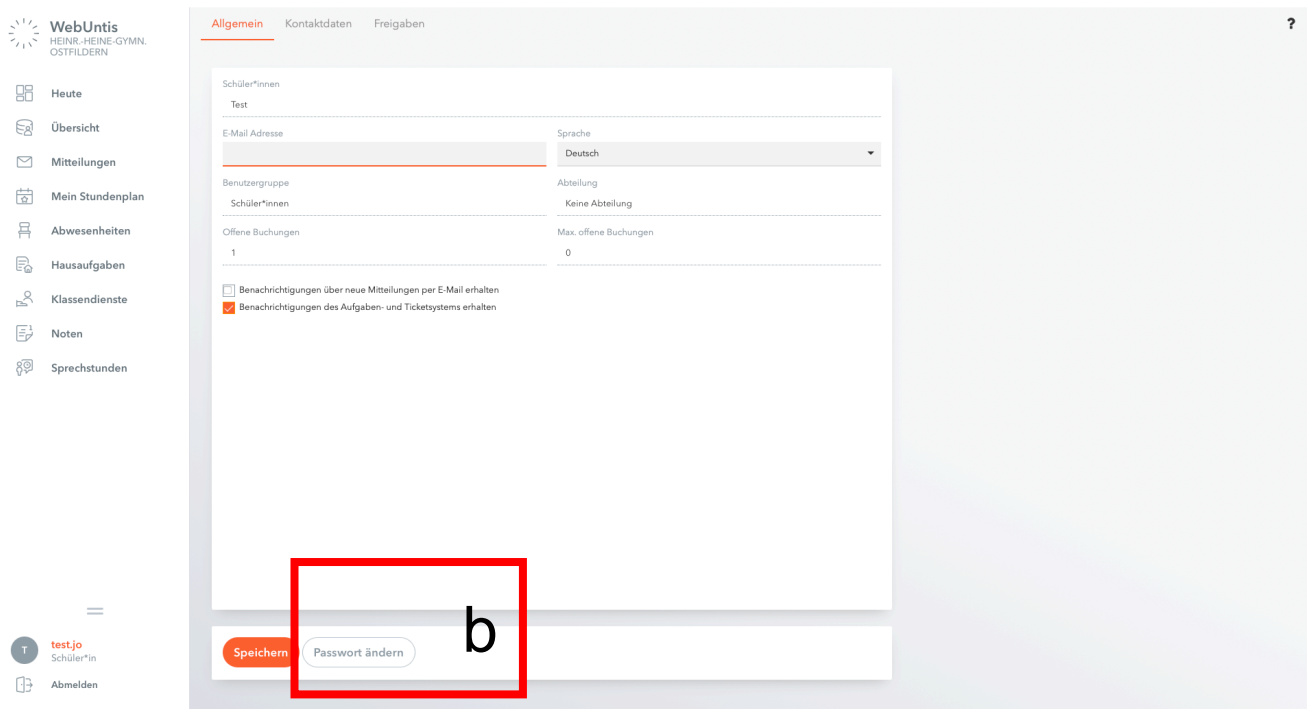 WebUntis
HEINR.-HEINE-GYMN.
OSTFILDERN
Heute
Übersicht
Mitteilungen
Mein Stundenplan
Abwesenheiten
Hausaufgaben
Klassendienste
Noten
Sprechstunden
T
test.jo
Schüler*in
Abmelden
Allgemein Kontaktdaten Freigaben
?
Schüler*innen
Test
E-Mail Adresse Sprache
Deutsch
Benutzergruppe Abteilung
Schüler*innen Keine Abteilung
Offene Buchungen Max. offene Buchungen
1 0
Benachrichtigungen über neue Mitteilungen per E-Mail erhalten
Benachrichtigungen des Aufgaben- und Ticketsystems erhalten
Speichern Passwort ändern b